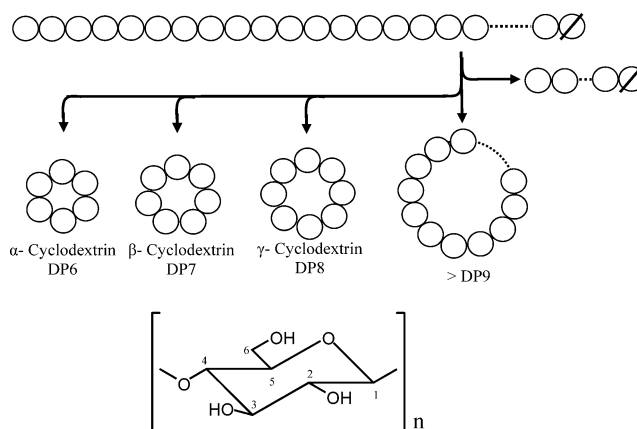 α- Cyclodextrin
DP6
β- Cyclodextrin
DP7
γ- Cyclodextrin
DP8
> DP9
OH
6
O
4
5
2
1
O
HO
3
OH
n